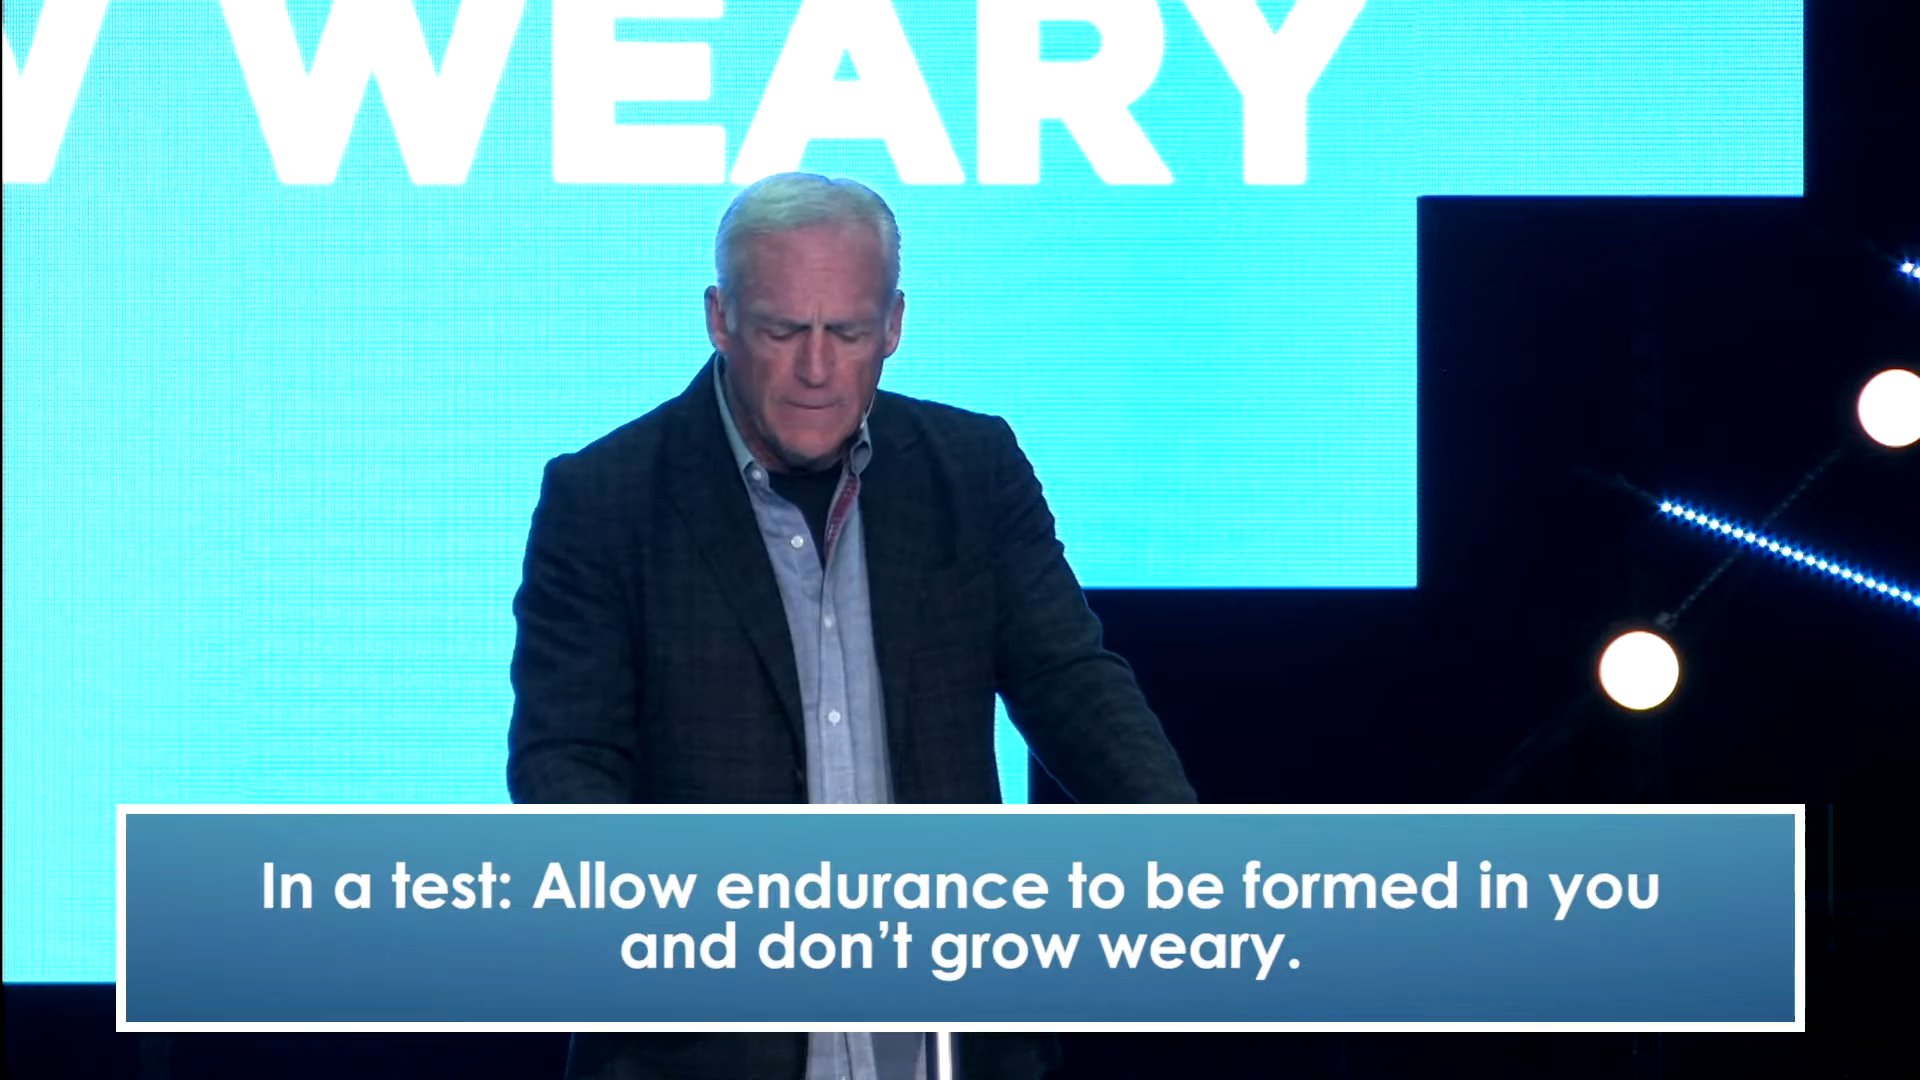 WEARY
In a test: Allow endurance to be formed in you
and don't grow weary.